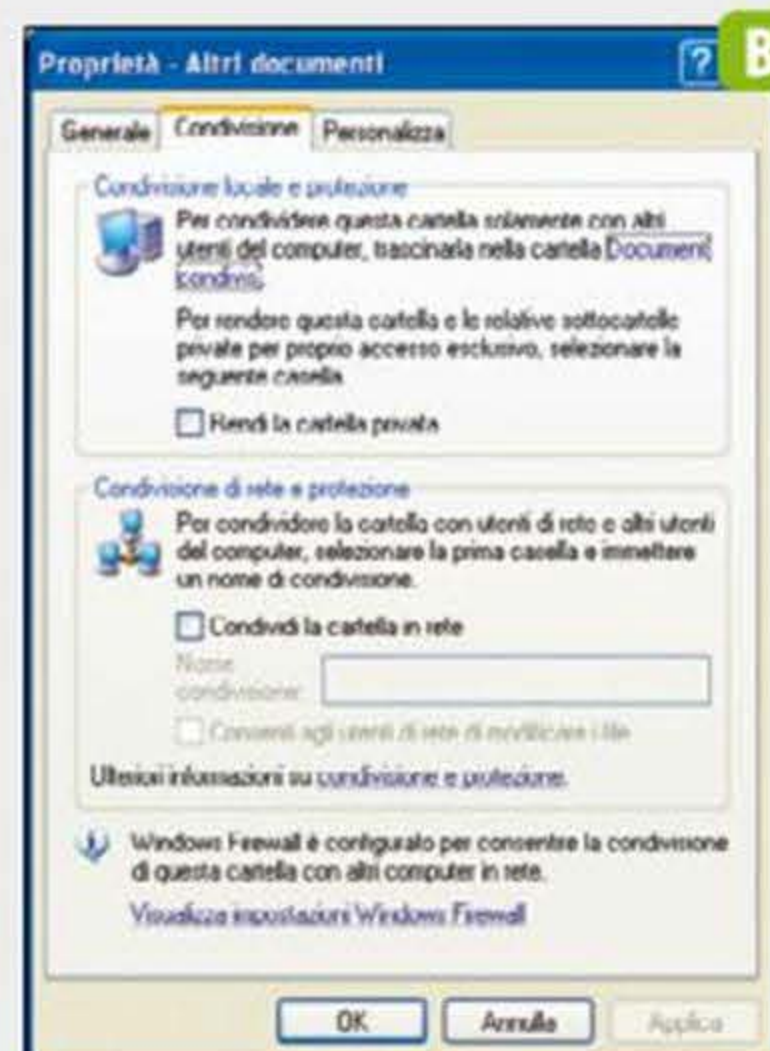 Proprietà - Altri documenti
?
B
Generale
Condivisione
Personalizza
Condivisione locale e protezione
Per condividere questa cartella solamente con altri
utenti del computer, trascinarla nella cartella Documenti
condivisi.
Per rendere questa cartella e le relative sottocartelle
private per proprio accesso esclusivo, selezionare la
seguente casella
Rendi la cartella privata
Condivisione di rete e protezione
Per condividere la cartella con utenti di rete e altri utenti
del computer, selezionare la prima casella e immettere
un nome di condivisione.
Condividi la cartella in rete
Nome
condivisione:
Consenti agli utenti di rete di modificare i file
Ulteriori informazioni su condivisione e protezione.
Windows Firewall è configurato per consentire la condivisione
di questa cartella con altri computer in rete.
Visualizza impostazioni Windows Firewall
OK
Annulla
Applica